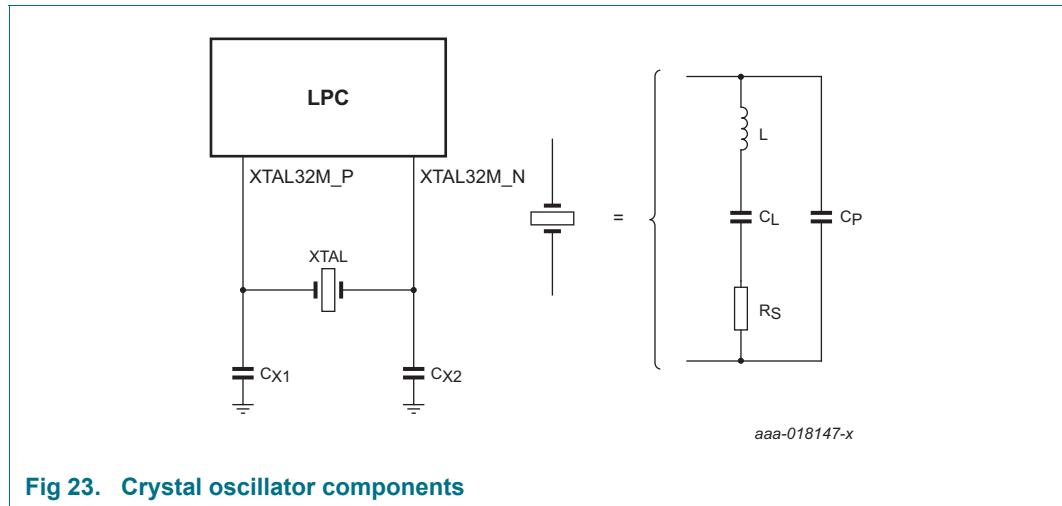 LPC
XTAL32M_P
XTAL32M_N
XTAL
CX1
CX2
=
L
CL
CP
RS
aaa-018147-x
Fig 23. Crystal oscillator components